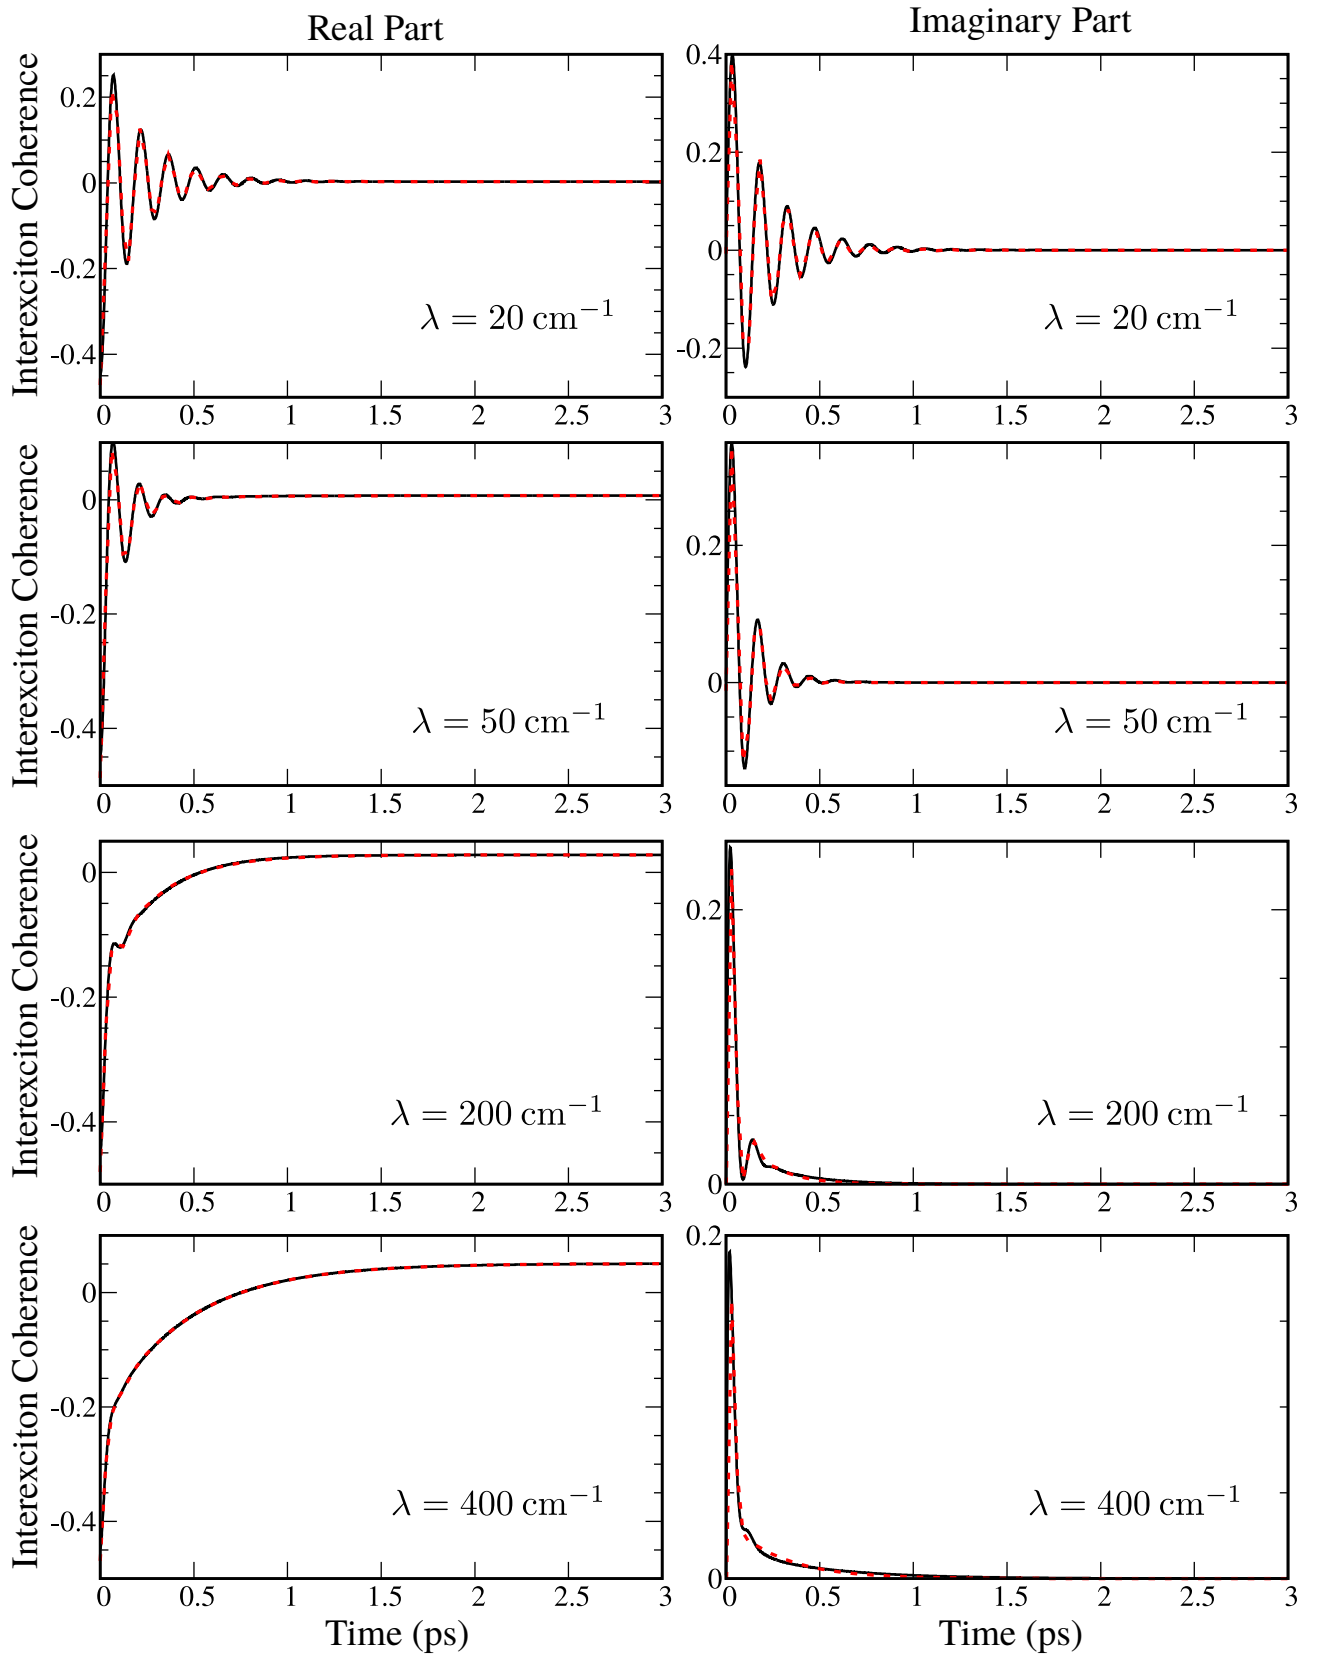 Real Part
Imaginary Part
Interexciton Coherence
0.2
0
-0.2
-0.4
λ = 20 cm⁻¹
0 0.5 1 1.5 2 2.5 3
0.4
0.2
0
-0.2
λ = 20 cm⁻¹
0 0.5 1 1.5 2 2.5 3
Interexciton Coherence
0
-0.2
-0.4
λ = 50 cm⁻¹
0 0.5 1 1.5 2 2.5 3
0.2
0
λ = 50 cm⁻¹
0 0.5 1 1.5 2 2.5 3
Interexciton Coherence
0
-0.2
-0.4
λ = 200 cm⁻¹
0 0.5 1 1.5 2 2.5 3
0.2
0
λ = 200 cm⁻¹
0 0.5 1 1.5 2 2.5 3
Interexciton Coherence
0
-0.2
-0.4
λ = 400 cm⁻¹
0 0.5 1 1.5 2 2.5 3
Time (ps)
0.2
0
λ = 400 cm⁻¹
0 0.5 1 1.5 2 2.5 3
Time (ps)